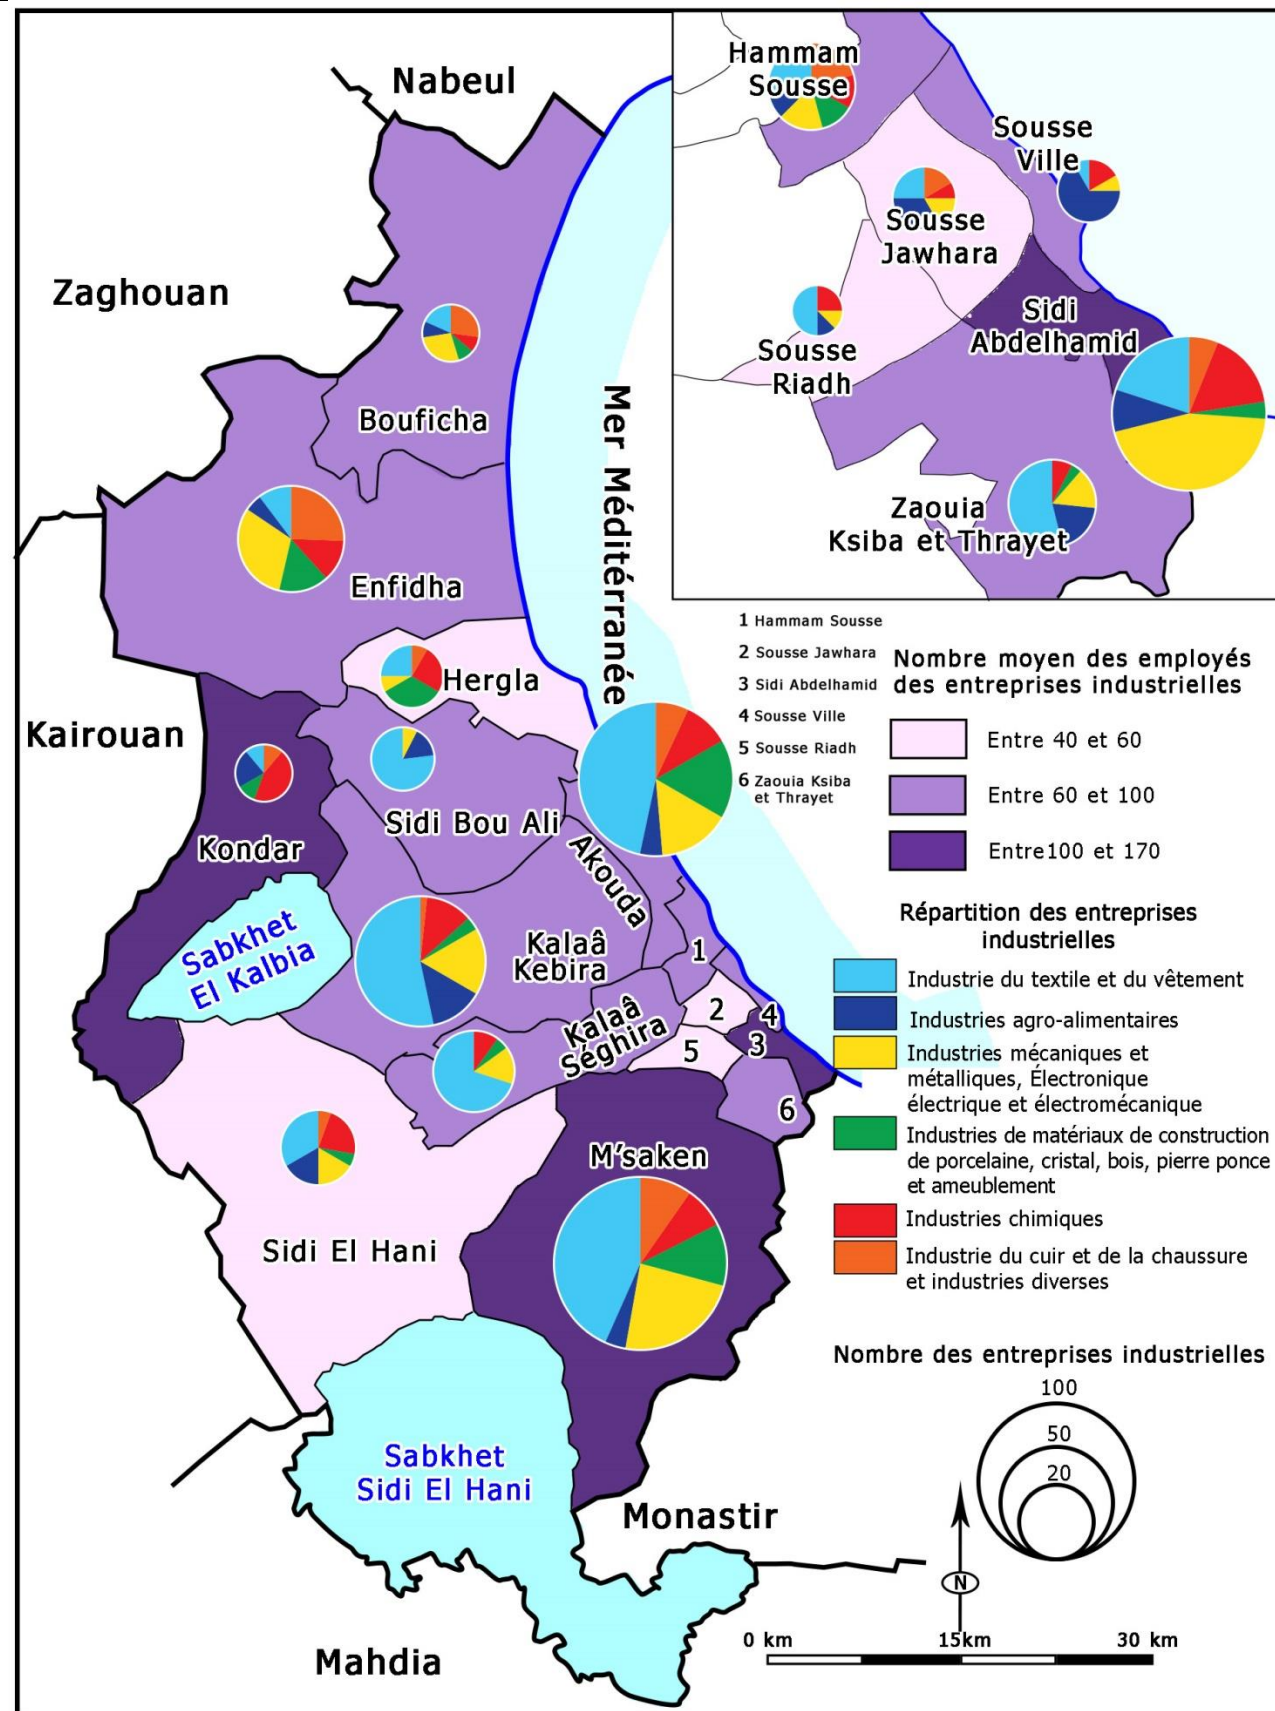 Nabeul
Zaghouan
Bouficha
Enfidha
Hergla
Kairouan
Sidi Bou Ali
Kondar
Akouda
Sabkhet
El Kalbia
Kalaâ
Kebira
Kalaâ
Séghira
1
2
3
4
5
6
M'saken
Sidi El Hani
Sabkhet
Sidi El Hani
Monastir
Mahdia
Mer Méditérranée
Hammam
Sousse
Sousse
Ville
Sousse
Jawhara
Sidi
Abdelhamid
Sousse
Riadh
Zaouia
Ksiba et Thrayet
1 Hammam Sousse
2 Sousse Jawhara
3 Sidi Abdelhamid
4 Sousse Ville
5 Sousse Riadh
6 Zaouia Ksiba
et Thrayet
Nombre moyen des employés
des entreprises industrielles
Entre 40 et 60
Entre 60 et 100
Entre100 et 170
Répartition des entreprises
industrielles
Industrie du textile et du vêtement
Industries agro-alimentaires
Industries mécaniques et
métalliques, Électronique
électrique et électromécanique
Industries de matériaux de construction
de porcelaine, cristal, bois, pierre ponce
et ameublement
Industries chimiques
Industrie du cuir et de la chaussure
et industries diverses
Nombre des entreprises industrielles
100
50
20
N
0 km 15km 30 km